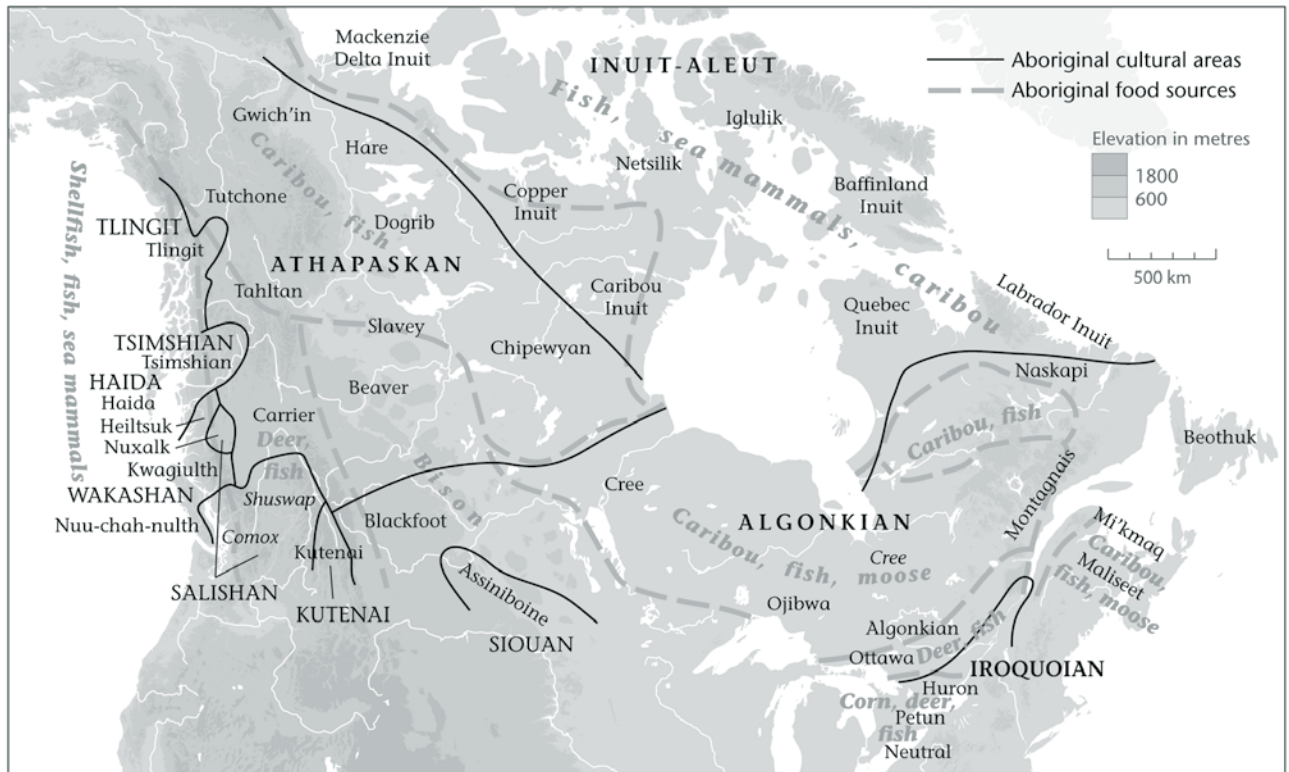 Mackenzie
Delta Inuit
INUIT-ALEUT
Aboriginal cultural areas
Aboriginal food sources
Fish, sea mammals, caribou
Iglulik
Gwich'in
Hare
Netsilik
Elevation in metres
1800
600
Caribou, fish
Tutchone
Copper
Inuit
Baffinland
Inuit
Shellfish, fish, sea mammals
TLINGIT
Tlingit
Dogrib
500 km
ATHAPASKAN
Tahltan
Caribou
Inuit
Quebec
Inuit
Labrador Inuit
Slavey
TSIMSHIAN
Tsimshian
Chipewyan
Naskapi
HAIDA
Haida
Beaver
Heiltsuk
Carrier
Caribou, fish
Nuxalk
Deer,
fish
Beothuk
Kwagiulth
Bison
WAKASHAN
Shuswap
Cree
Montagnais
Nuu-chah-nulth
Blackfoot
ALGONKIAN
Mi'kmaq
Comox
Kutenai
Caribou, fish, moose
Cree
Caribou,
fish, moose
Maliseet
SALISHAN
Assiniboine
Ojibwa
KUTENAI
SIOUAN
Algonkian
Deer, fish
Ottawa
IROQUOIAN
Huron
Corn, deer,
fish
Petun
Neutral